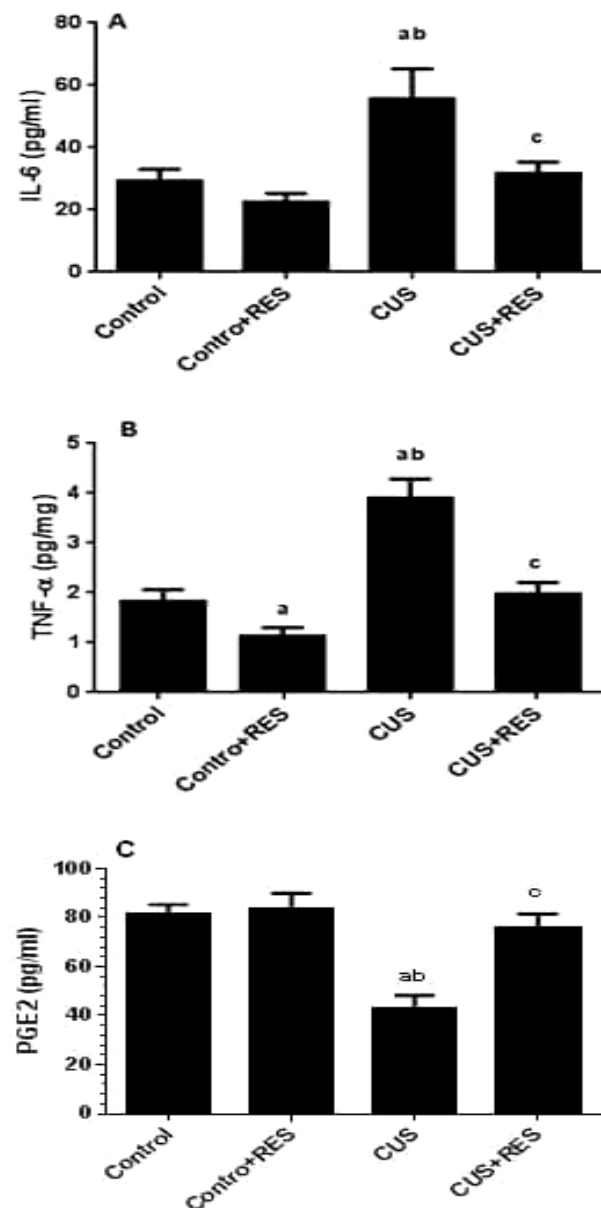 A
IL-6 (pg/ml)
80
60
40
20
0
ab
c
Control
Contro+RES
CUS
CUS+RES
B
TNF-α (pg/mg)
5
4
3
2
1
0
a
ab
c
Control
Contro+RES
CUS
CUS+RES
C
PGE2 (pg/ml)
100
80
60
40
20
0
ab
c
Control
Contro+RES
CUS
CUS+RES